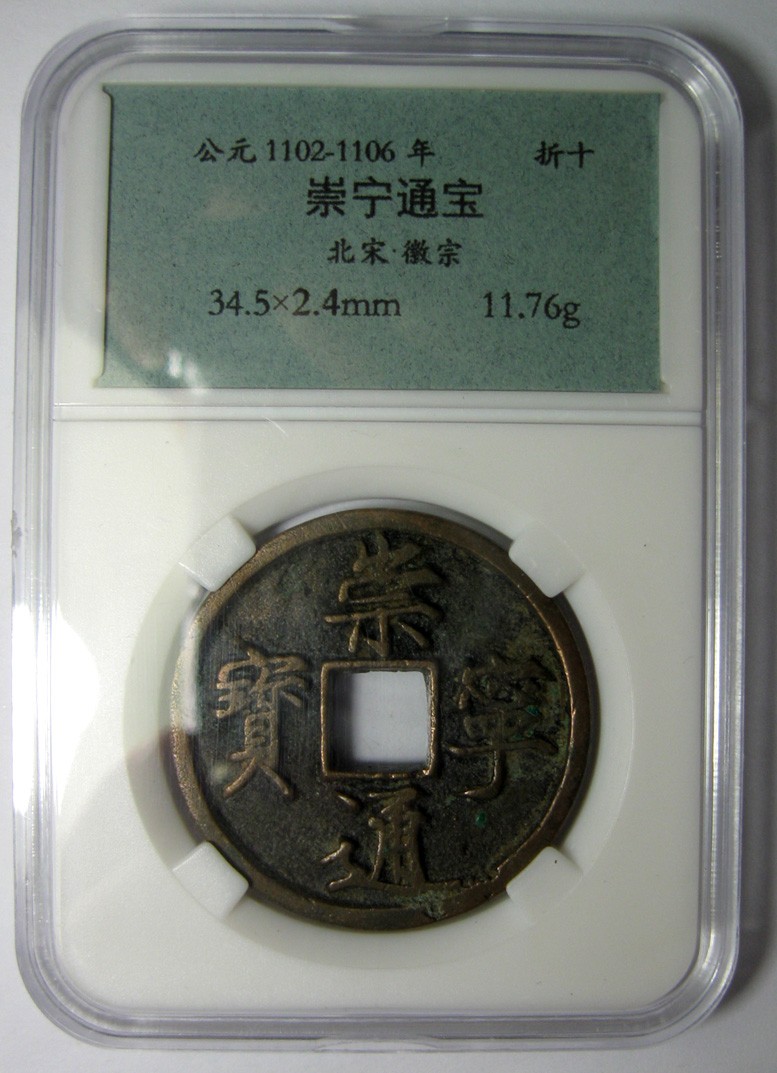 公元 1102-1106 年 折十
崇宁通宝
北宋·徽宗
34.5×2.4mm 11.76g
崇寧通寳